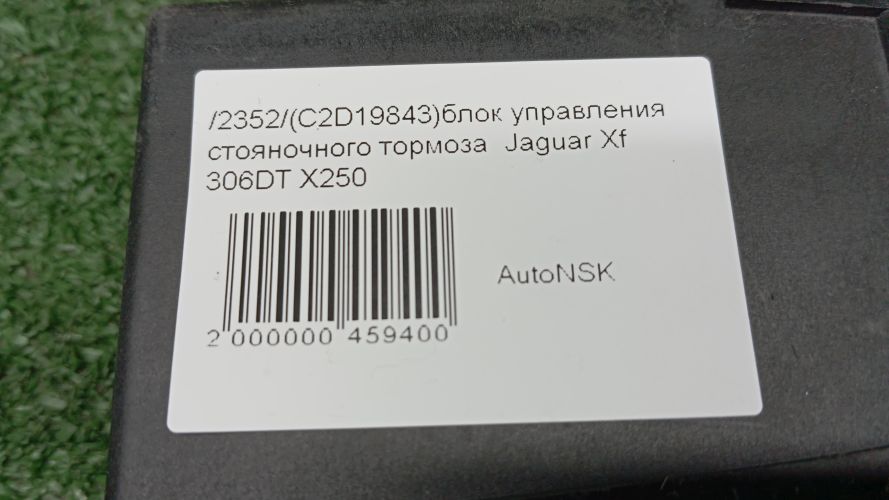 /2352/(C2D19843)блок управления
стояночного тормоза Jaguar Xf
306DT X250
AutoNSK
2 000000 459400